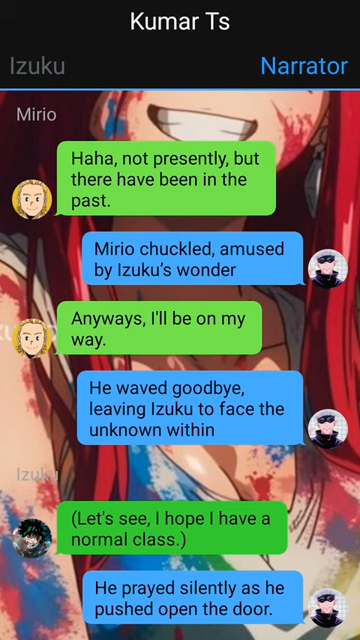 Kumar Ts
Izuku
Narrator
Mirio
Haha, not presently, but
there have been in the
past.
Mirio chuckled, amused
by Izuku’s wonder
Anyways, I'll be on my
way.
He waved goodbye,
leaving Izuku to face the
unknown within
Izuku
(Let's see, I hope I have a
normal class.)
He prayed silently as he
pushed open the door.